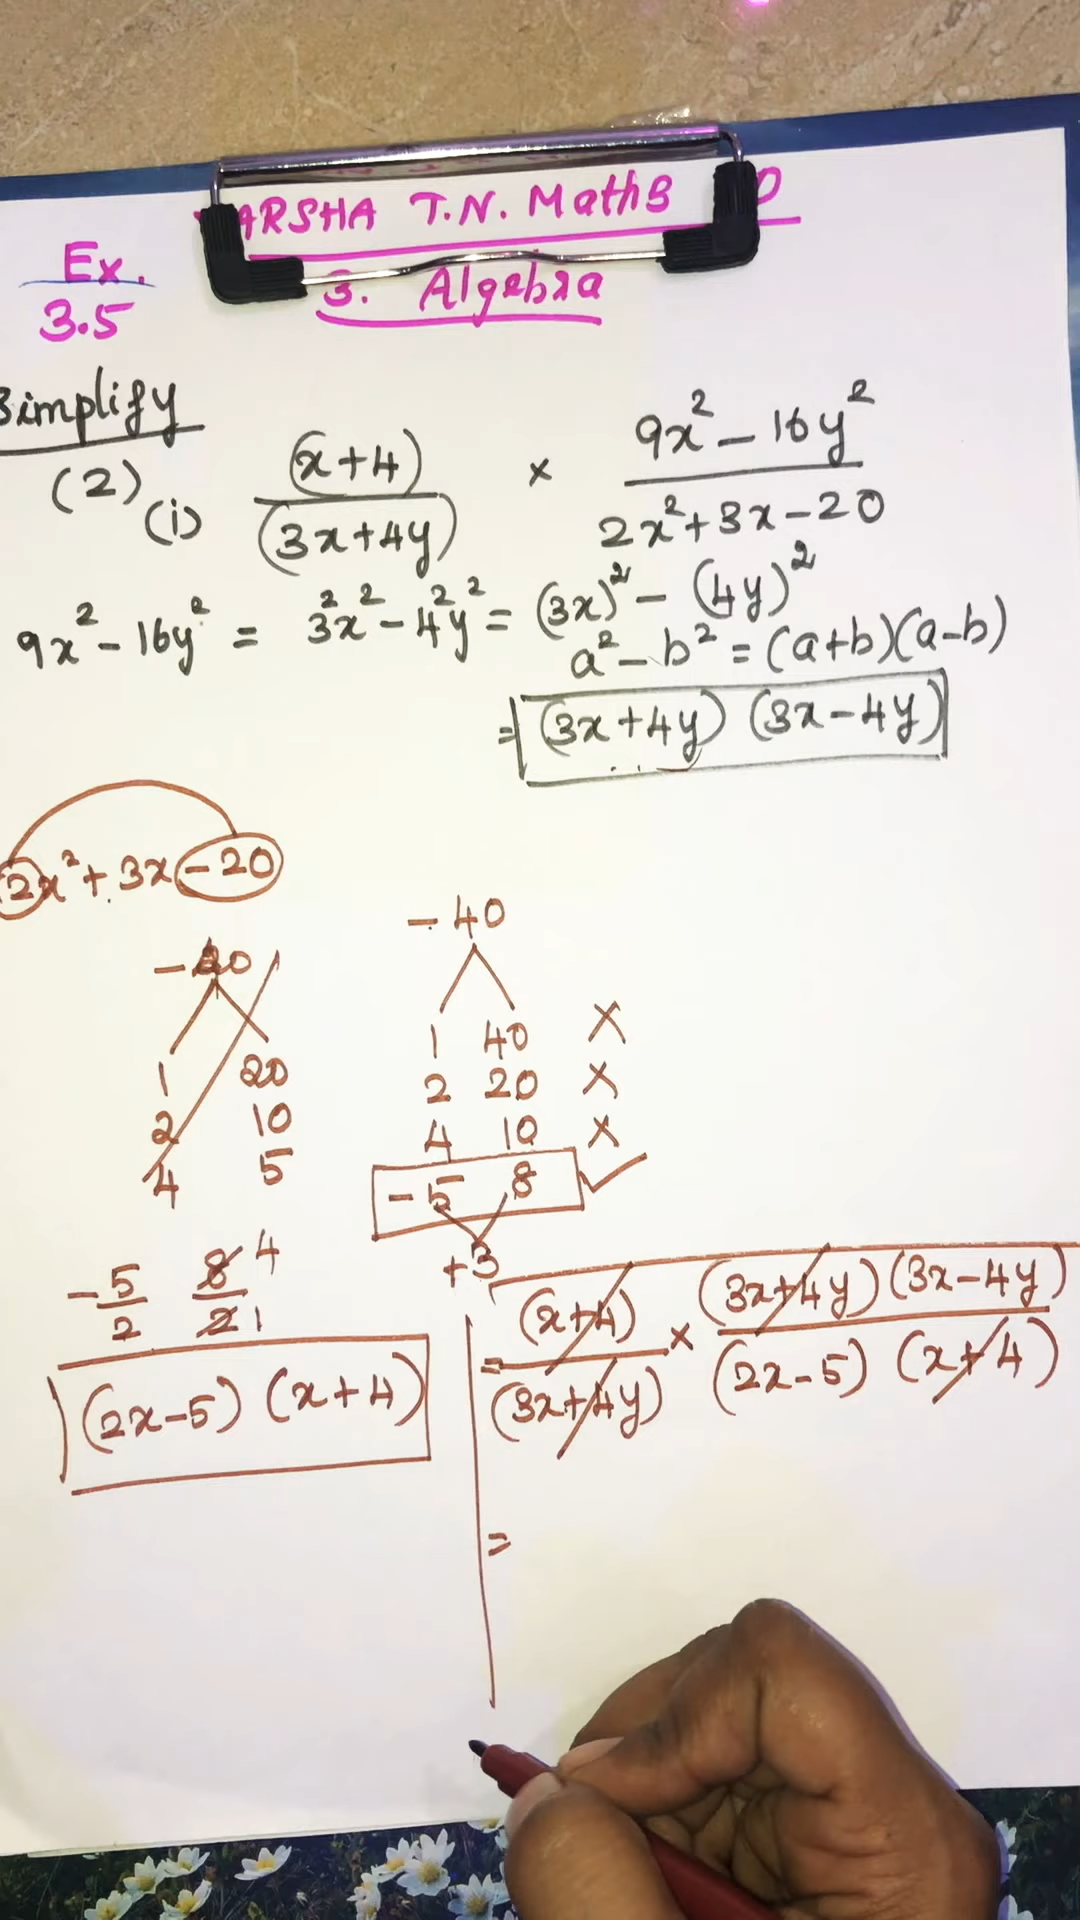 ARSHA T.N. Maths
Ex.
3.5
3. Algebra
Simplify
(2) (i) (x+4)/(3x+4y) × 9x²-16y²/2x²+3x-20
9x²-16y² = 3²x²-4²y² = (3x)²-(4y)²
a²-b² = (a+b)(a-b)
= (3x+4y) (3x-4y)
2x²+3x-20
-40
1 20
2 10
4 5
-40
1 40 ×
2 20 ×
4 10 ×
-5 8 ✓
+3
-5/2 8/2 4/1
(2x-5) (x+4)
= (x+4)/(3x+4y) × (3x+4y)(3x-4y)/(2x-5) (x+4)
=